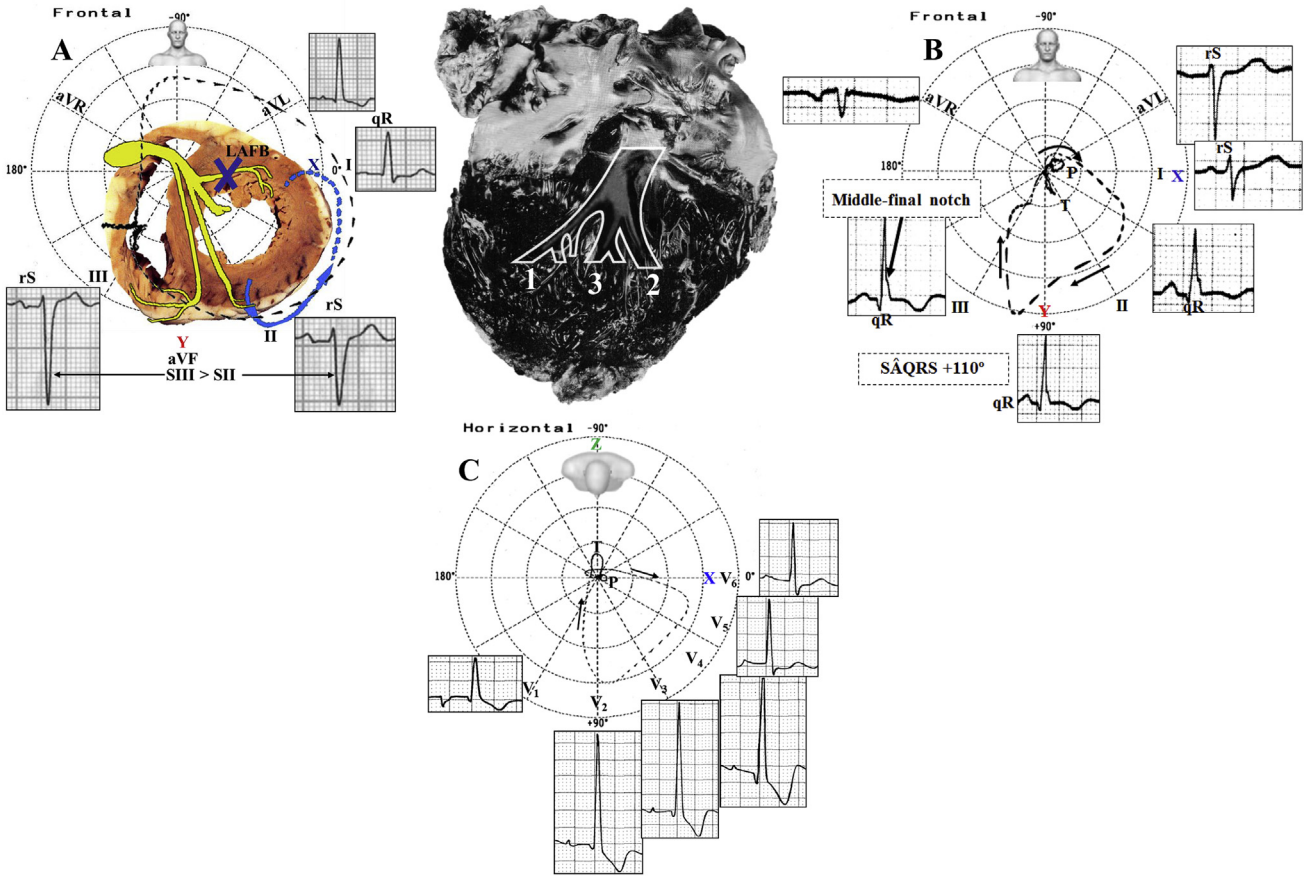 Frontal
-90°
A
aVR
aVL
qR
LAFB
X
I
0°
180°
X
III
rS
rS
II
Y
aVF
SIII > SII
1
3
2
Frontal
-90°
B
rS
aVR
aVL
rS
180°
P
I
X
T
Middle-final notch
III
II
qR
qR
Y
+90°
SÂQRS +110º
qR
Horizontal
-90°
Z
C
T
180°
P
X
V6
0°
V5
V4
V3
V1
V2
+90°